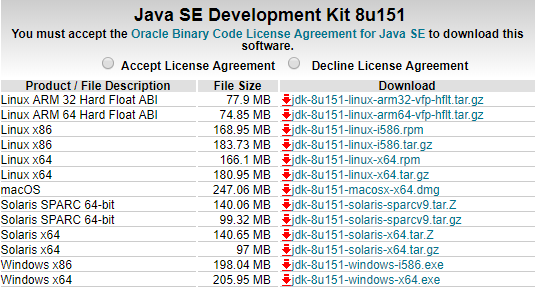 Java SE Development Kit 8u151
You must accept the Oracle Binary Code License Agreement for Java SE to download this
software.
Accept License Agreement Decline License Agreement
Product / File Description File Size Download
Linux ARM 32 Hard Float ABI 77.9 MB jdk-8u151-linux-arm32-vfp-hflt.tar.gz
Linux ARM 64 Hard Float ABI 74.85 MB jdk-8u151-linux-arm64-vfp-hflt.tar.gz
Linux x86 168.95 MB jdk-8u151-linux-i586.rpm
Linux x86 183.73 MB jdk-8u151-linux-i586.tar.gz
Linux x64 166.1 MB jdk-8u151-linux-x64.rpm
Linux x64 180.95 MB jdk-8u151-linux-x64.tar.gz
macOS 247.06 MB jdk-8u151-macosx-x64.dmg
Solaris SPARC 64-bit 140.06 MB jdk-8u151-solaris-sparcv9.tar.Z
Solaris SPARC 64-bit 99.32 MB jdk-8u151-solaris-sparcv9.tar.gz
Solaris x64 140.65 MB jdk-8u151-solaris-x64.tar.Z
Solaris x64 97 MB jdk-8u151-solaris-x64.tar.gz
Windows x86 198.04 MB jdk-8u151-windows-i586.exe
Windows x64 205.95 MB jdk-8u151-windows-x64.exe